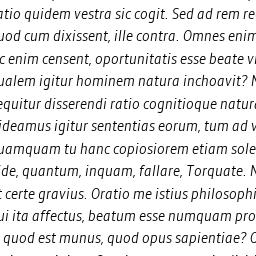 atio quidem vestra sic cogit. Sed ad rem re
uod cum dixissent, ille contra. Omnes enim
c enim censent, oportunitatis esse beate vi
ualem igitur hominem natura inchoavit? N
equitur disserendi ratio cognitioque natura
ideamus igitur sententias eorum, tum ad v
uamquam tu hanc copiosiorem etiam sole
ide, quantum, inquam, fallare, Torquate. N
t certe gravius. Oratio me istius philosophi
ui ita affectus, beatum esse numquam pro
quod est munus, quod opus sapientiae? O